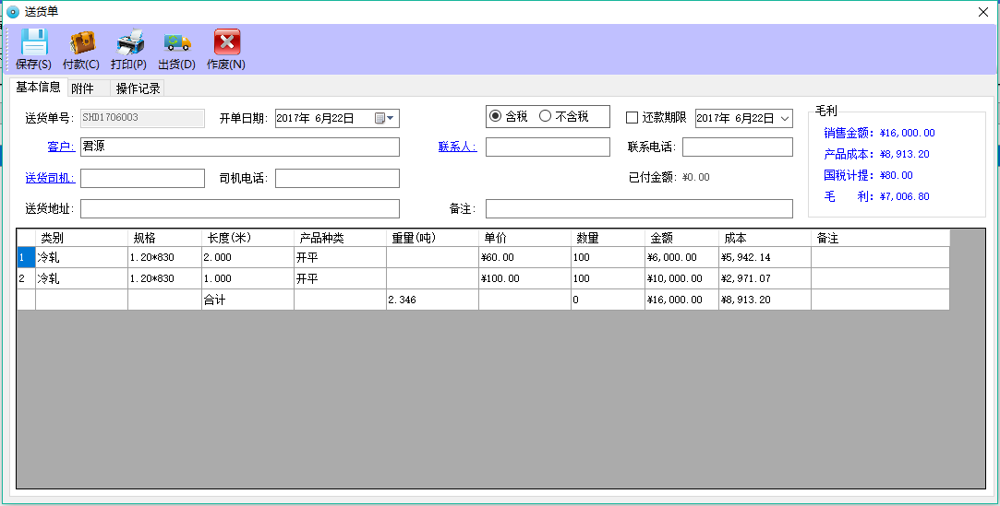 送货单
保存(S) 付款(C) 打印(P) 出货(D) 作废(N)
基本信息 附件 操作记录
送货单号: SHD1706003 开单日期: 2017年 6月22日 含税 不含税 还款期限 2017年 6月22日
客户: 君源 联系人: 联系电话:
送货司机: 司机电话: 已付金额: ¥0.00
送货地址: 备注:
毛利
销售金额: ¥16,000.00
产品成本: ¥8,913.20
国税计提: ¥80.00
毛 利: ¥7,006.80
类别 规格 长度(米) 产品种类 重量(吨) 单价 数量 金额 成本 备注
1 冷轧 1.20*830 2.000 开平 ¥60.00 100 ¥6,000.00 ¥5,942.14
2 冷轧 1.20*830 1.000 开平 ¥100.00 100 ¥10,000.00 ¥2,971.07
合计 2.346 0 ¥16,000.00 ¥8,913.20